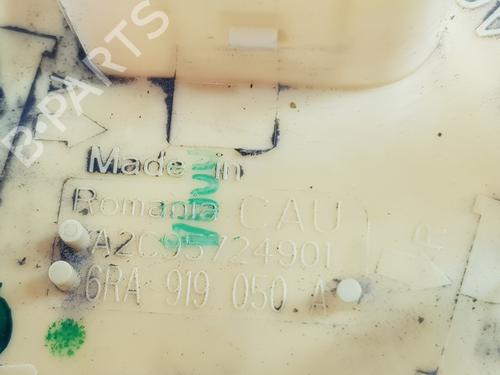 B-PARTS
Made in
Romania CAU
A2C95724901
6RA 919 050 A